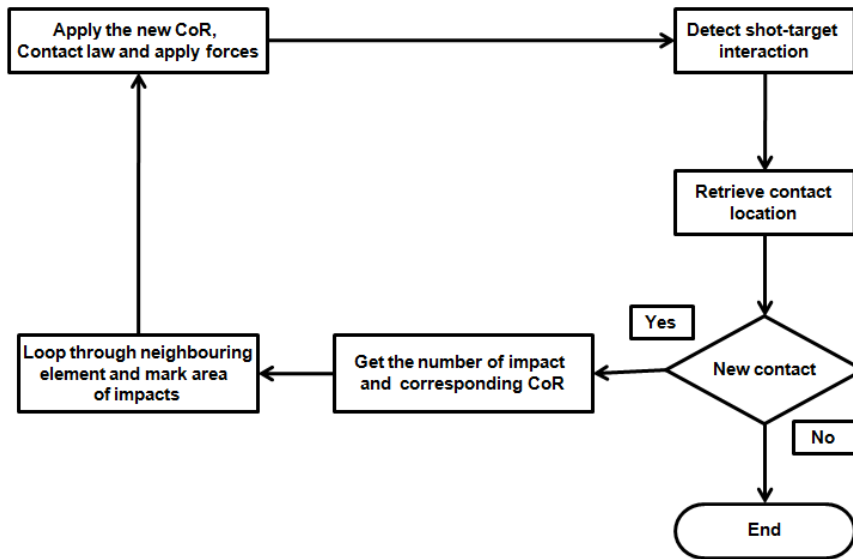 Apply the new CoR,
Contact law and apply forces
Detect shot-target
interaction
Retrieve contact
location
Yes
New contact
No
Get the number of impact
and corresponding CoR
Loop through neighbouring
element and mark area
of impacts
End